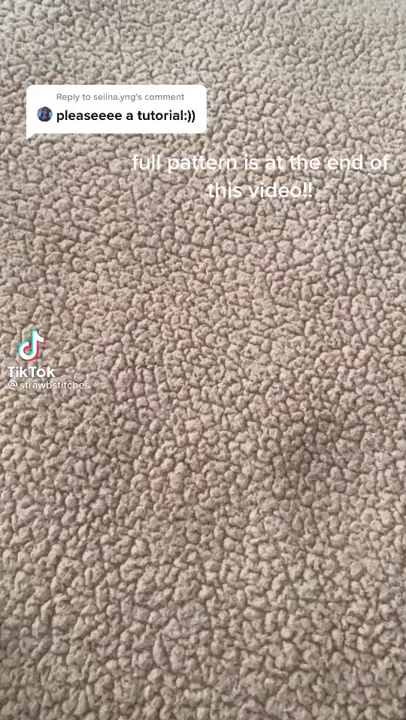 Reply to selina.yng's comment
pleaseeee a tutorial:))
full pattern is at the end of
this video!!
TikTok
@strawbstitches